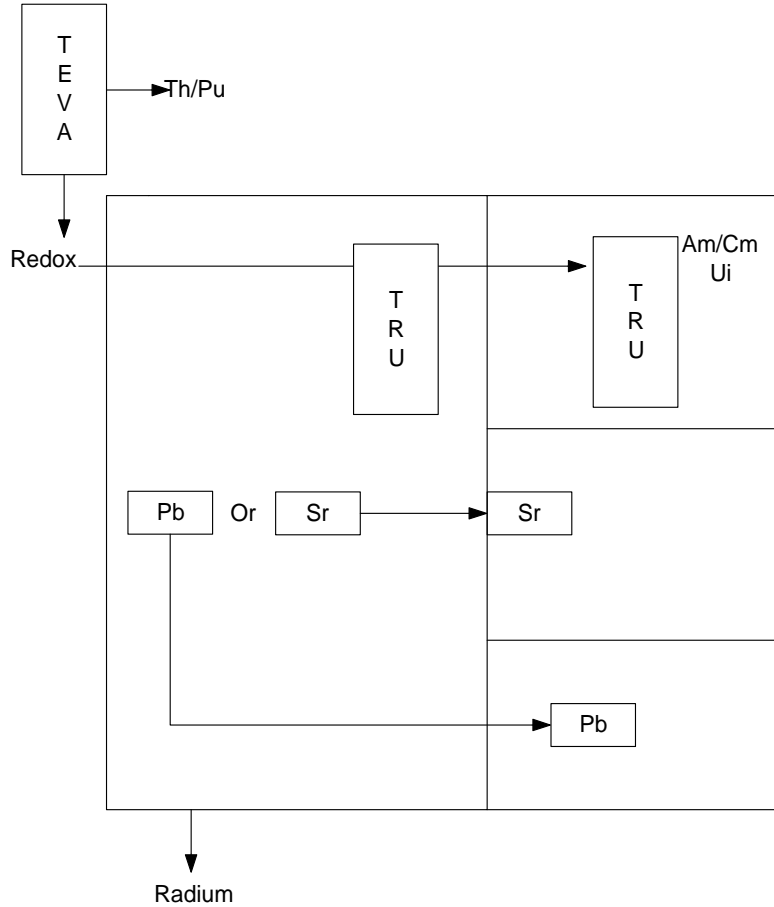 T
E
V
A
Th/Pu
Redox
T
R
U
T
R
U
Am/Cm
Ui
Pb
Or
Sr
Sr
Pb
Radium